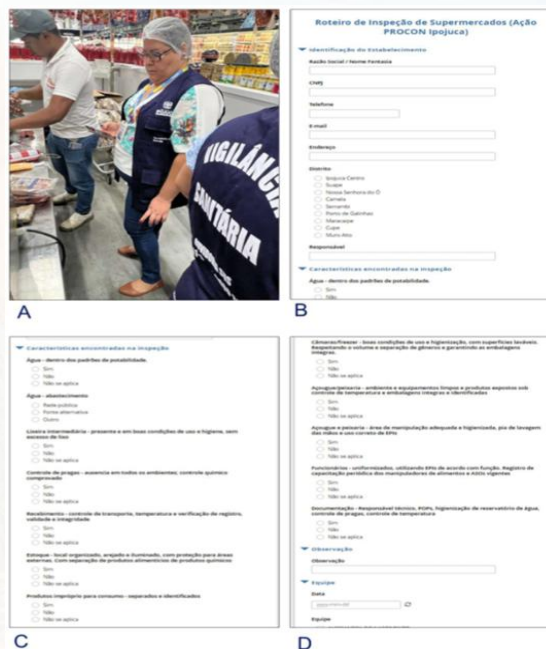 VIGILÂNCIA
SANITÁRIA
A
Roteiro de Inspeção de Supermercados (Ação
PROCON Ipojuca)
Identificação do Estabelecimento
Razão Social / Nome Fantasia
CNPJ
Telefone
E-mail
Endereço
Distrito
Ipojuca Centro
Suape
Nossa Senhora do Ó
Camela
Serrambi
Porto de Galinhas
Maracaípe
Cupe
Muro Alto
Responsável
Características encontradas na inspeção
Água - dentro dos padrões de potabilidade.
Sim
Não
B
Características encontradas na inspeção
Água - dentro dos padrões de potabilidade.
Sim
Não
Não se aplica
Água - abastecimento
Rede pública
Fonte alternativa
Outro
Lixeira intermediária - presente e em boas condições de uso e higiene, sem
excesso de lixo
Sim
Não
Não se aplica
Controle de pragas - ausencia em todos os ambientes; controle químico
comprovado
Sim
Não
Não se aplica
Recebimento - controle de transporte, temperatura e verificação de registro,
validade e integridade
Sim
Não
Não se aplica
Estoque - local organizado, arejado e iluminado, com proteção para áreas
externas. Com separação de produtos alimentícios de produtos químicos
Sim
Não
Não se aplica
Produtos impróprio para consumo - separados e identificados
Sim
Não
Não se aplica
C
Câmaras/freezer - boas condições de uso e higienização, com superfícies laváveis.
Respeitando o volume e separação de gêneros e garantindo as embalagens
íntegras.
Sim
Não
Não se aplica
Açougue/peixaria - ambiente e equipamentos limpos e produtos expostos sob
controle de temperatura e embalagens íntegras e identificadas
Sim
Não
Não se aplica
Açougue e peixaria - área de manipulação adequada e higienizada, pia de lavagem
das mãos e uso correto de EPIs
Sim
Não
Não se aplica
Funcionários - uniformizados, utilizando EPIs de acordo com função. Registro de
capacitação periódica dos manipuladores de alimentos e ASOs vigentes
Sim
Não
Não se aplica
Documentação - Responsável técnico, POPs, higienização de reservatório de água,
controle de pragas, controle de temperatura
Sim
Não
Não se aplica
Observação
Observação
Equipe
Data
Equipe
D